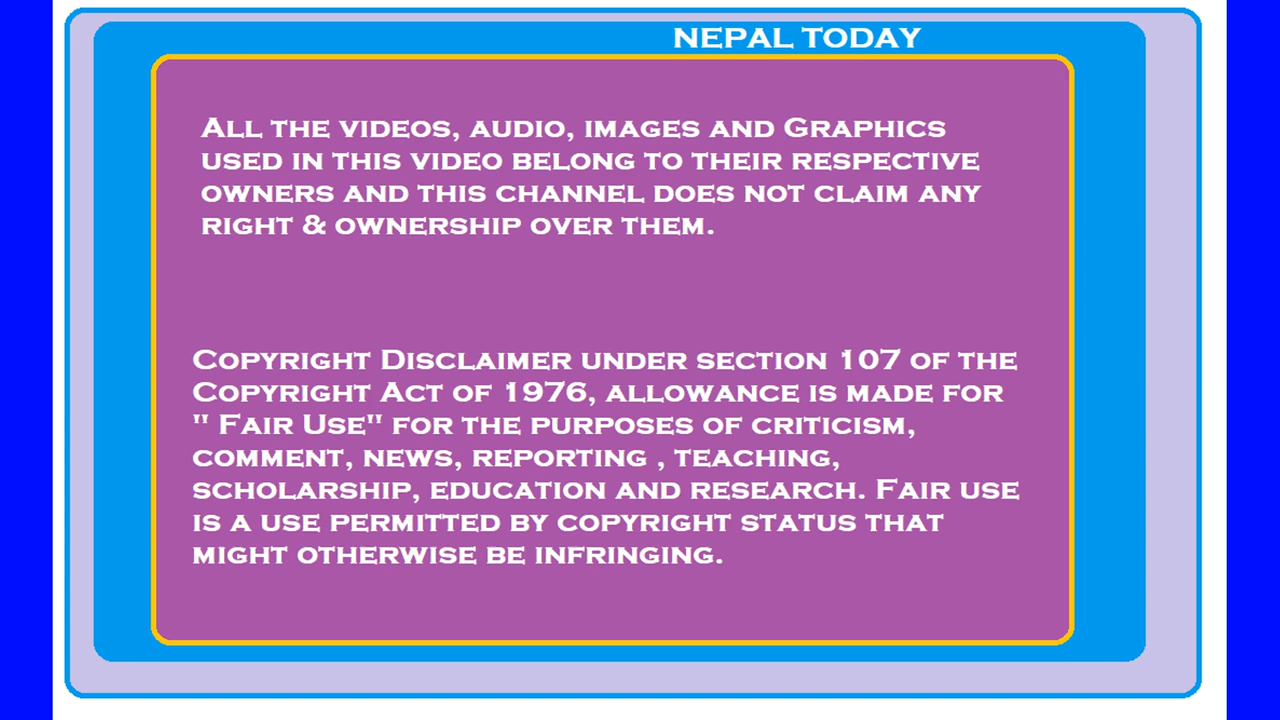 NEPAL TODAY
All the videos, audio, images and Graphics
used in this video belong to their respective
owners and this channel does not claim any
right & ownership over them.
Copyright Disclaimer under section 107 of the
Copyright Act of 1976, allowance is made for
" Fair Use" for the purposes of criticism,
comment, news, reporting , teaching,
scholarship, education and research. Fair use
is a use permitted by copyright status that
might otherwise be infringing.